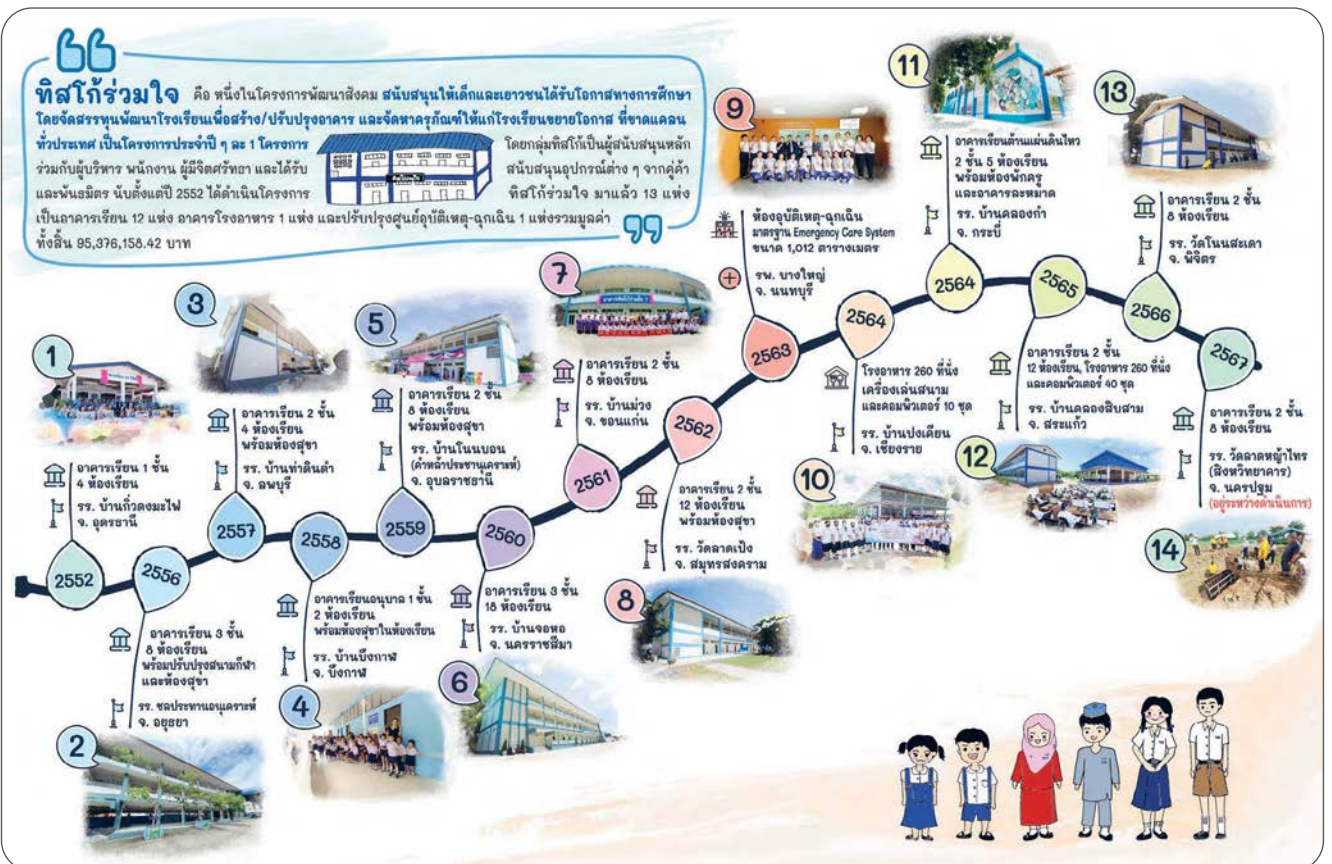 ทิสโก้ร่วมใจ คือ หนึ่งในโครงการพัฒนาสังคม สนับสนุนให้เด็กและเยาวชนได้รับโอกาสทางการศึกษา
โดยจัดสรรทุนพัฒนาโรงเรียนเพื่อสร้าง/ปรับปรุงอาคาร และจัดหาครุภัณฑ์ให้แก่โรงเรียนขยายโอกาส ที่ขาดแคลน
ทั่วประเทศ เป็นโครงการประจำปี ๆ ละ 1 โครงการ โดยกลุ่มทิสโก้เป็นผู้สนับสนุนหลัก
ร่วมกับผู้บริหาร พนักงาน ผู้มีจิตศรัทธา และได้รับ สนับสนุนอุปกรณ์ต่าง ๆ จากคู่ค้า
และพันธมิตร นับตั้งแต่ปี 2552 ได้ดำเนินโครงการ ทิสโก้ร่วมใจ มาแล้ว 13 แห่ง
เป็นอาคารเรียน 12 แห่ง อาคารโรงอาหาร 1 แห่ง และปรับปรุงศูนย์อุบัติเหตุ-ฉุกเฉิน 1 แห่งรวมมูลค่า
ทั้งสิ้น 95,376,158.42 บาท
1
อาคารเรียน 1 ชั้น
4 ห้องเรียน
รร. บ้านกิ่วดงมะไฟ
จ. อุดรธานี
2552
2556
อาคารเรียน 3 ชั้น
8 ห้องเรียน
พร้อมปรับปรุงสนามกีฬา
และห้องสุขา
รร. ชลประทานอนุเคราะห์
จ. อยุธยา
2
3
อาคารเรียน 2 ชั้น
4 ห้องเรียน
พร้อมห้องสุขา
รร. บ้านท่าดินดำ
จ. ลพบุรี
2557
2558
อาคารเรียนอนุบาล 1 ชั้น
2 ห้องเรียน
พร้อมห้องสุขาในห้องเรียน
รร. บ้านบึงกาฬ
จ. บึงกาฬ
4
5
อาคารเรียน 2 ชั้น
8 ห้องเรียน
พร้อมห้องสุขา
รร. บ้านโนนบอน
(คำหล้าประชานเคราะห์)
จ. อุบลราชธานี
2559
2560
อาคารเรียน 3 ชั้น
18 ห้องเรียน
รร. บ้านจอหอ
จ. นครราชสีมา
6
7
อาคารเรียน 2 ชั้น
8 ห้องเรียน
รร. บ้านม่วง
จ. ขอนแก่น
2561
2562
อาคารเรียน 2 ชั้น
12 ห้องเรียน
พร้อมห้องสุขา
รร. วัดลาดเป้ง
จ. สมุทรสงคราม
8
9
ห้องอุบัติเหตุ-ฉุกเฉิน
มาตรฐาน Emergency Care System
ขนาด 1,012 ตารางเมตร
รพ. บางใหญ่
จ. นนทบุรี
2563
2564
โรงอาหาร 260 ที่นั่ง
เครื่องเล่นสนาม
และคอมพิวเตอร์ 10 ชุด
รร. บ้านปงเคียน
จ. เชียงราย
10
11
อาคารเรียนต้านแผ่นดินไหว
2 ชั้น 5 ห้องเรียน
พร้อมห้องพักครู
และอาคารละหมาด
รร. บ้านคลองกำ
จ. กระบี่
2564
2565
อาคารเรียน 2 ชั้น
12 ห้องเรียน, โรงอาหาร 260 ที่นั่ง
และคอมพิวเตอร์ 40 ชุด
รร. บ้านคลองสิบสาม
จ. สระแก้ว
12
13
อาคารเรียน 2 ชั้น
8 ห้องเรียน
รร. วัดโนนสะเดา
จ. พิจิตร
2566
2567
อาคารเรียน 2 ชั้น
8 ห้องเรียน
รร. วัดลาดหญ้าไทร
(สิงหวิทยาคาร)
จ. นครปฐม
(อยู่ระหว่างดำเนินการ)
14